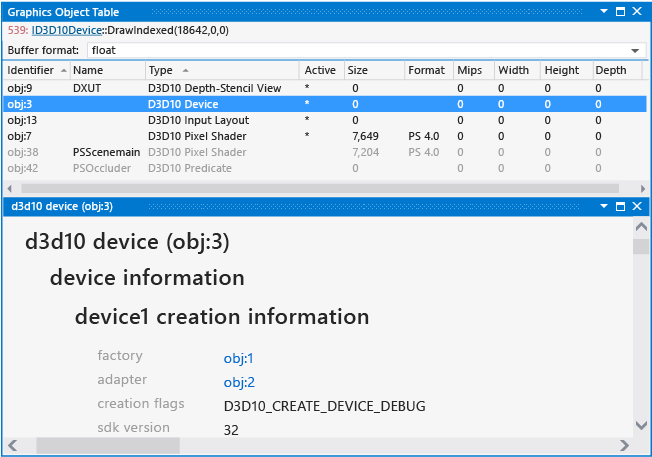 Graphics Object Table
539: ID3D10Device::DrawIndexed(18642,0,0)
Buffer format: float
Identifier Name Type Active Size Format Mips Width Height Depth
obj:9 DXUT D3D10 Depth-Stencil View * 0 0 0 0 0
obj:3 D3D10 Device * 0 0 0 0 0
obj:13 D3D10 Input Layout * 0 0 0 0 0
obj:7 D3D10 Pixel Shader * 7,649 PS 4.0 0 0 0 0
obj:38 PSScenemain D3D10 Pixel Shader 7,204 PS 4.0 0 0 0 0
obj:42 PSOccluder D3D10 Predicate 0 0 0 0 0
d3d10 device (obj:3)
d3d10 device (obj:3)
device information
device1 creation information
factory obj:1
adapter obj:2
creation flags D3D10_CREATE_DEVICE_DEBUG
sdk version 32